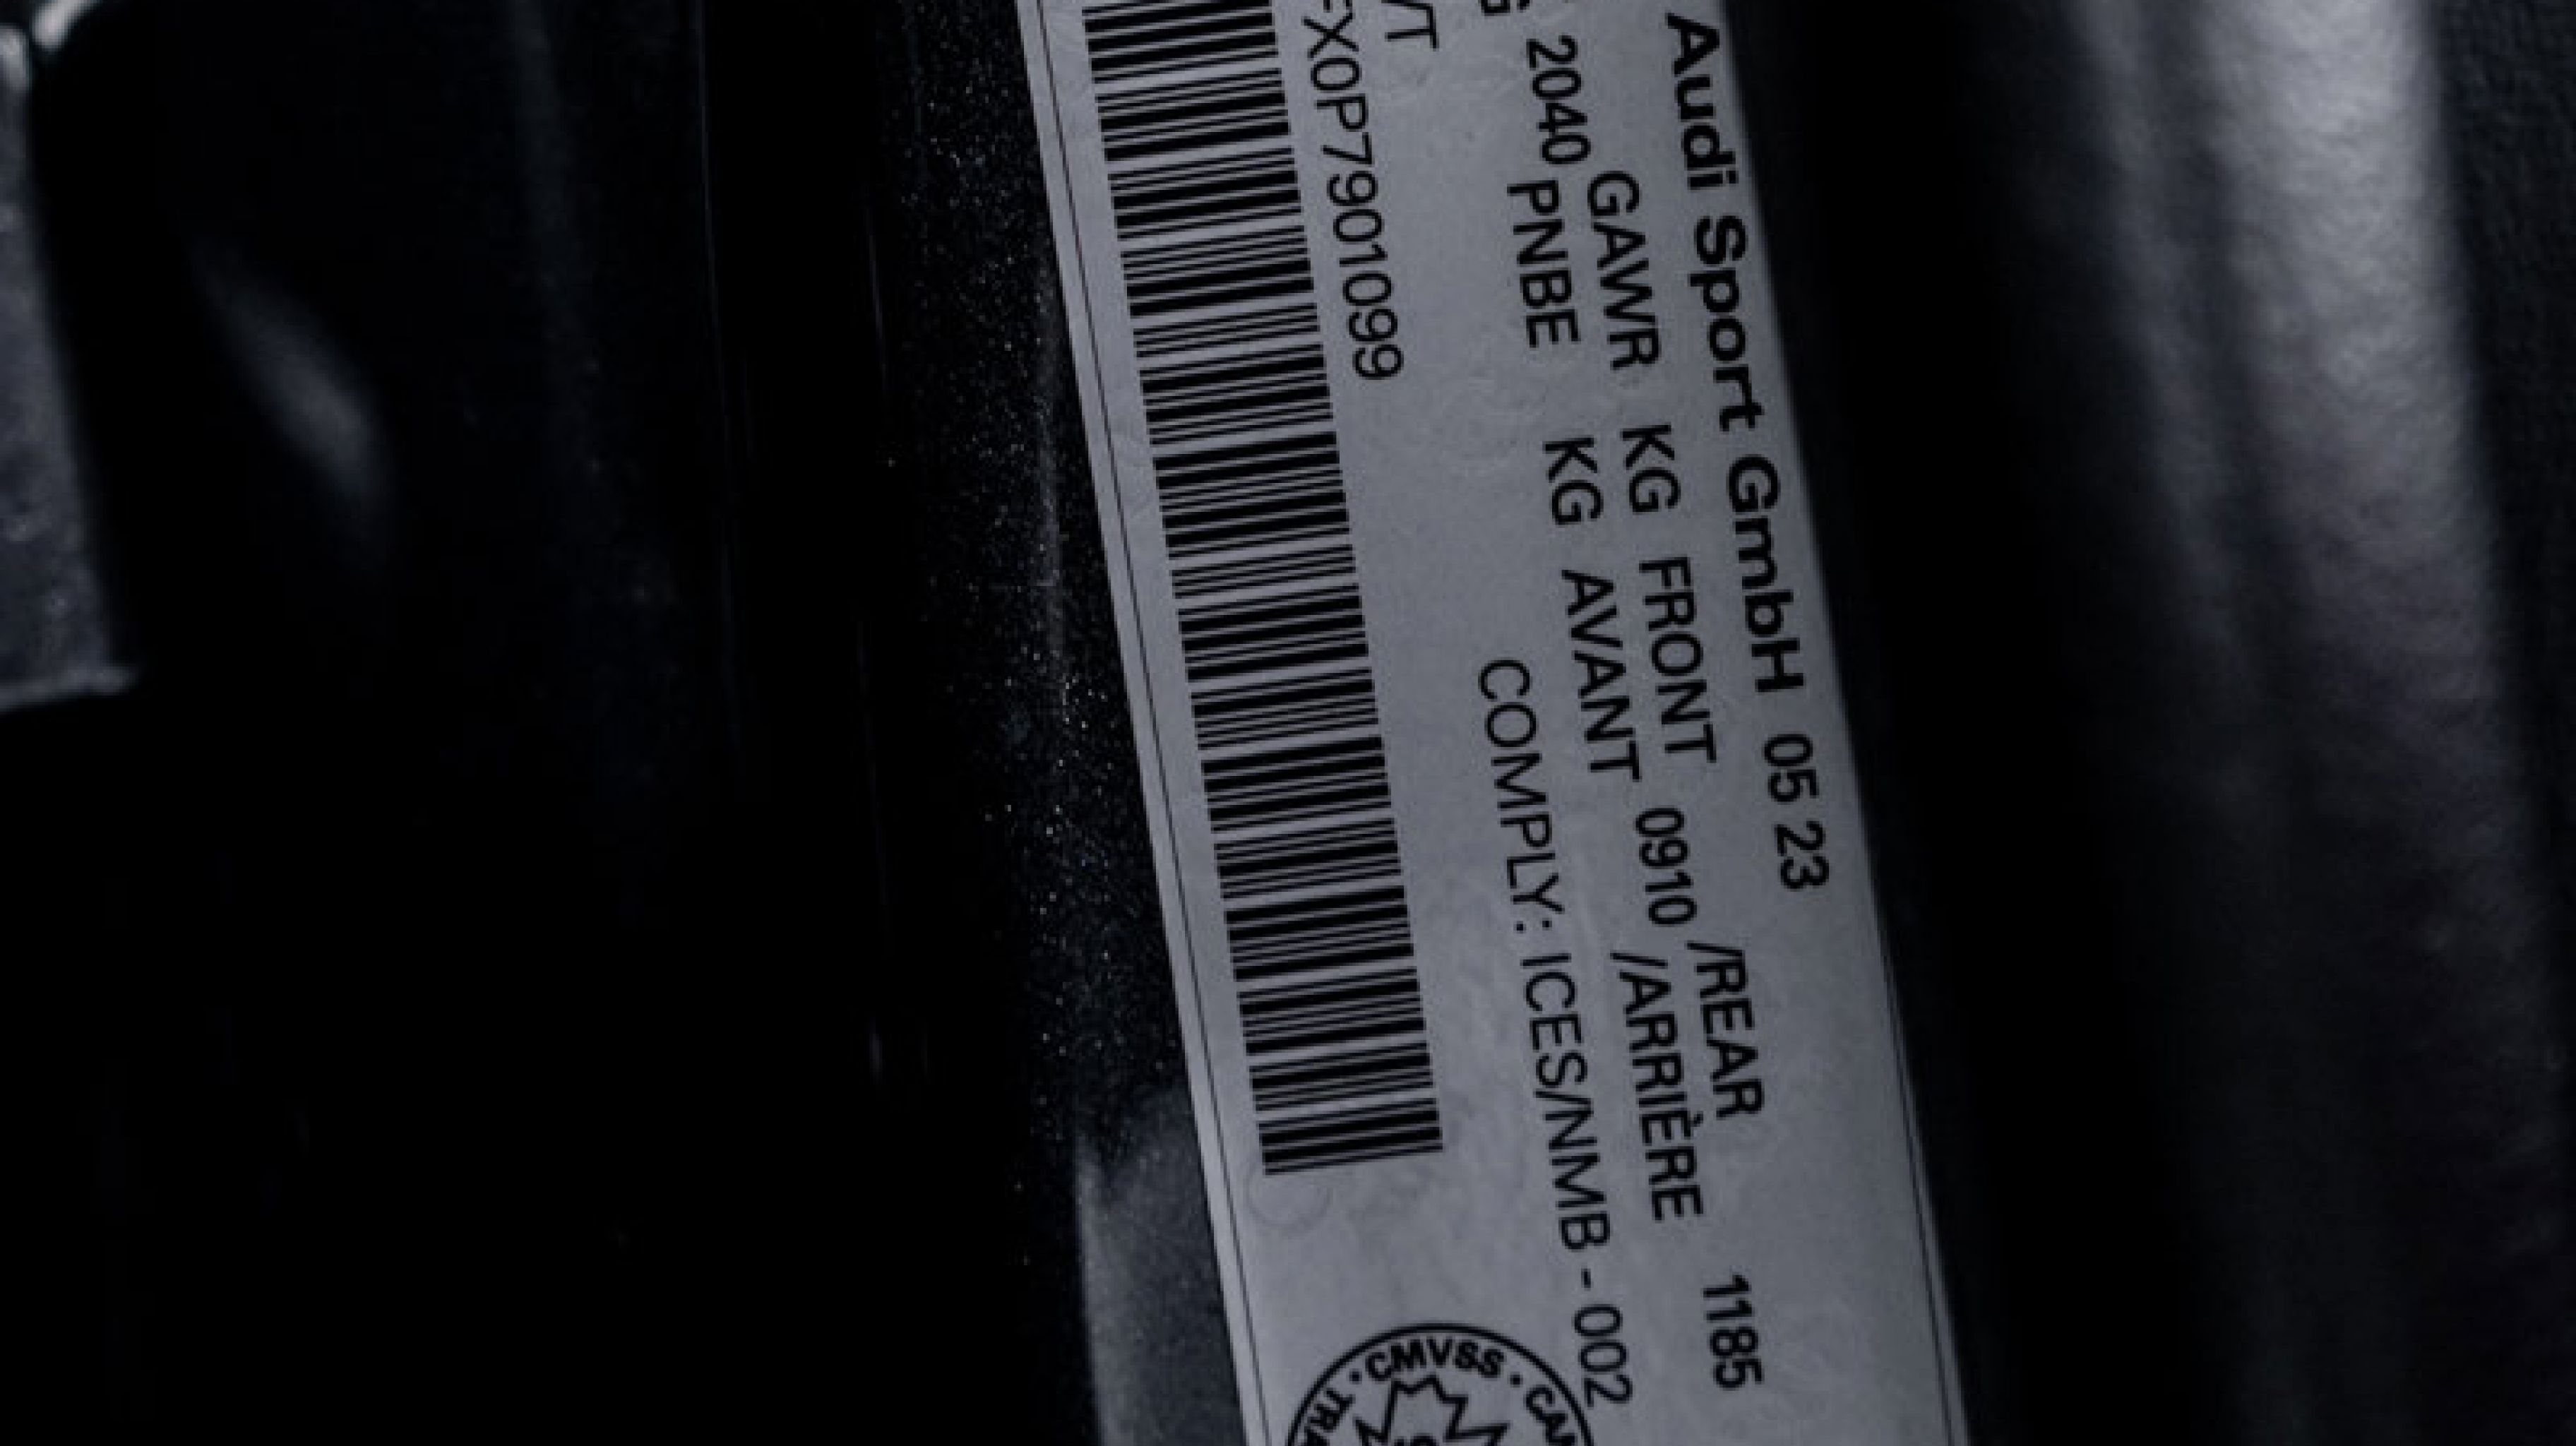 Audi Sport GmbH 05 23
GAWR KG FRONT 0910 /REAR
2040 PNBE KG AVANT /ARRIÈRE 1185
COMPLY: ICES/NMB - 002
FX0P7901099
CMVSS